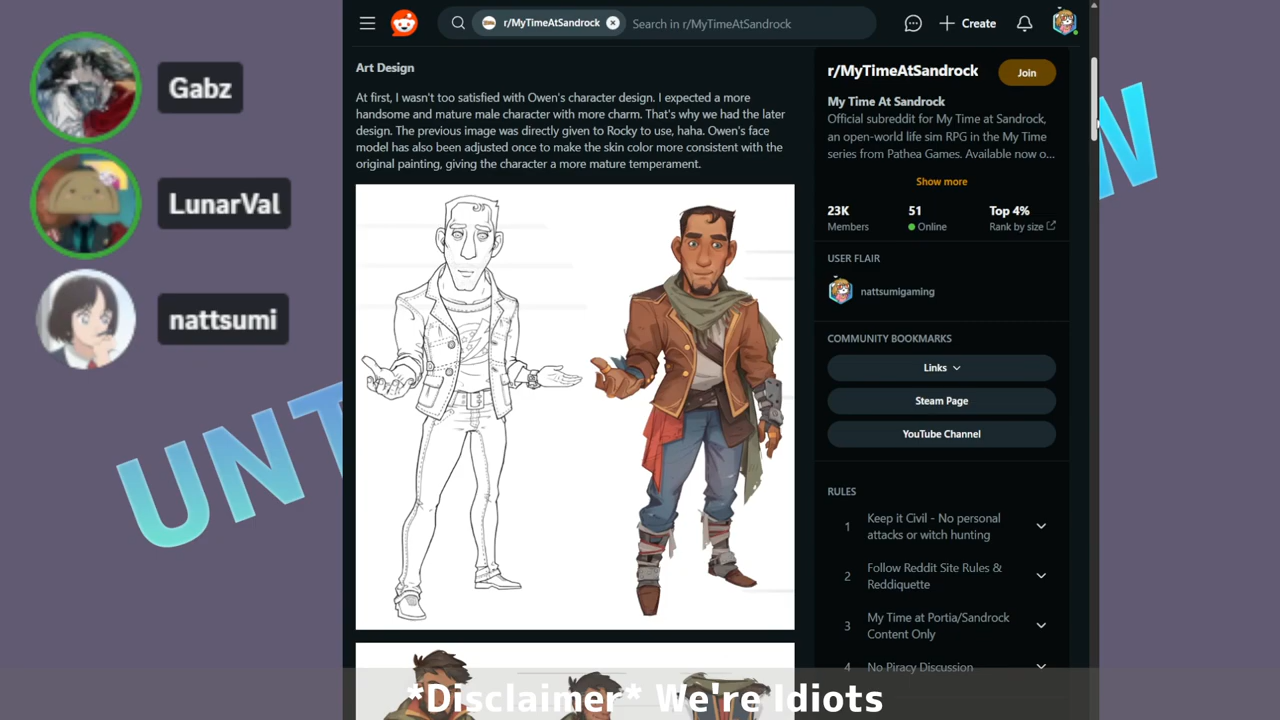 r/MyTimeAtSandrock
Search in r/MyTimeAtSandrock
Create
Gabz
LunarVal
nattsumi
Art Design
At first, I wasn't too satisfied with Owen's character design. I expected a more
handsome and mature male character with more charm. That's why we had the later
design. The previous image was directly given to Rocky to use, haha. Owen's face
model has also been adjusted once to make the skin color more consistent with the
original painting, giving the character a more mature temperament.
r/MyTimeAtSandrock
Join
My Time At Sandrock
Official subreddit for My Time at Sandrock,
an open-world life sim RPG in the My Time
series from Pathea Games. Available now o...
Show more
23K
Members
51
Online
Top 4%
Rank by size
USER FLAIR
nattsumigaming
COMMUNITY BOOKMARKS
Links
Steam Page
YouTube Channel
RULES
1 Keep it Civil - No personal
attacks or witch hunting
2 Follow Reddit Site Rules &
Reddiquette
3 My Time at Portia/Sandrock
Content Only
4 No Piracy Discussion
*Disclaimer* We're Idiots